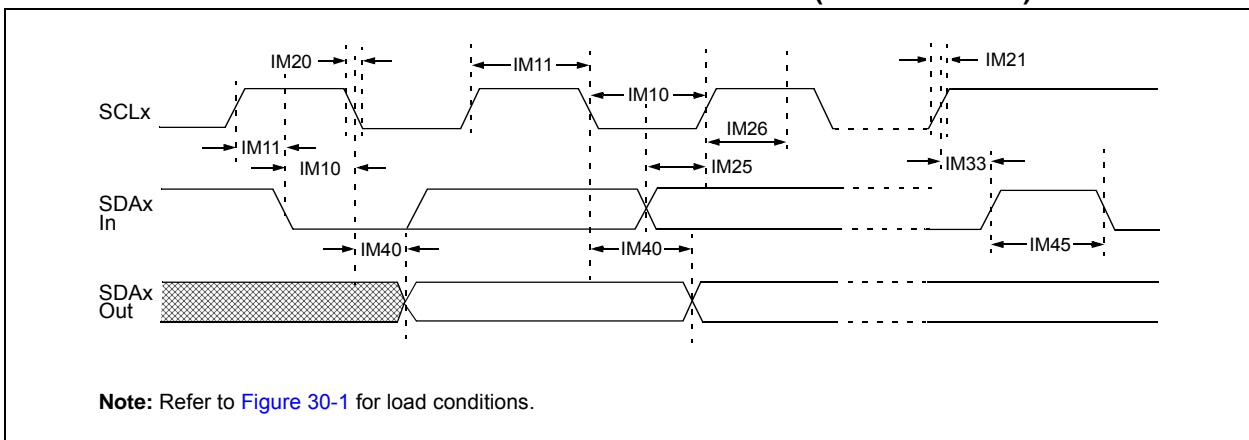 IM20
IM11
IM21
SCLx
IM10
IM26
IM11
IM10
IM25
IM33
SDAx
In
IM40
IM40
IM45
SDAx
Out
Note: Refer to Figure 30-1 for load conditions.